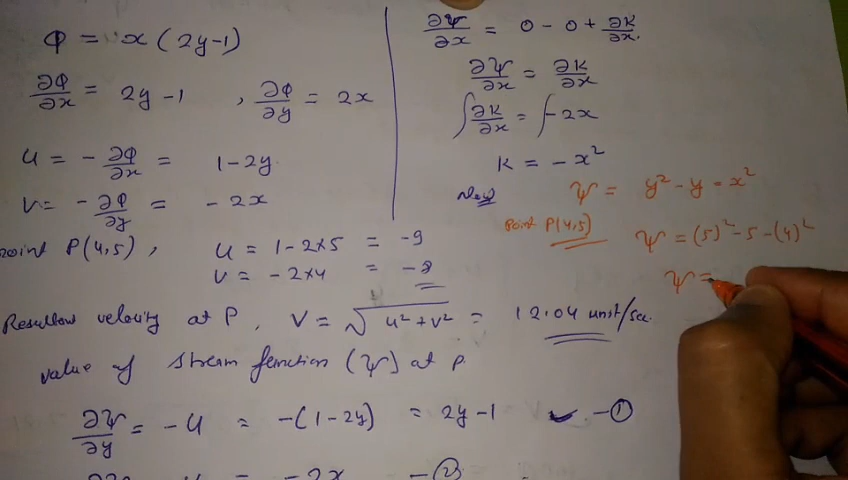 Φ = x(2y-1)
∂Φ/∂x = 2y-1 , ∂Φ/∂y = 2x
u = -∂Φ/∂x = 1-2y
V = -∂Φ/∂y = -2x
point P(4,5), u = 1-2×5 = -9
v = -2×4 = -8
velocity at P, V = √u²+v² = 12.04 unit/sec.
value of stream function (Ψ) at P.
∂Ψ/∂y = -u = -(1-2y) = 2y-1 ✓ -①
= -2x -②
∂Ψ/∂x = 0-0+∂K/∂x.
∂Ψ/∂x = ∂K/∂x
∫∂K/∂x = ∫-2x
K = -x²
Ψ = y²-y-x²
Point P(4,5) Ψ = (5)²-5-(4)²
Ψ =